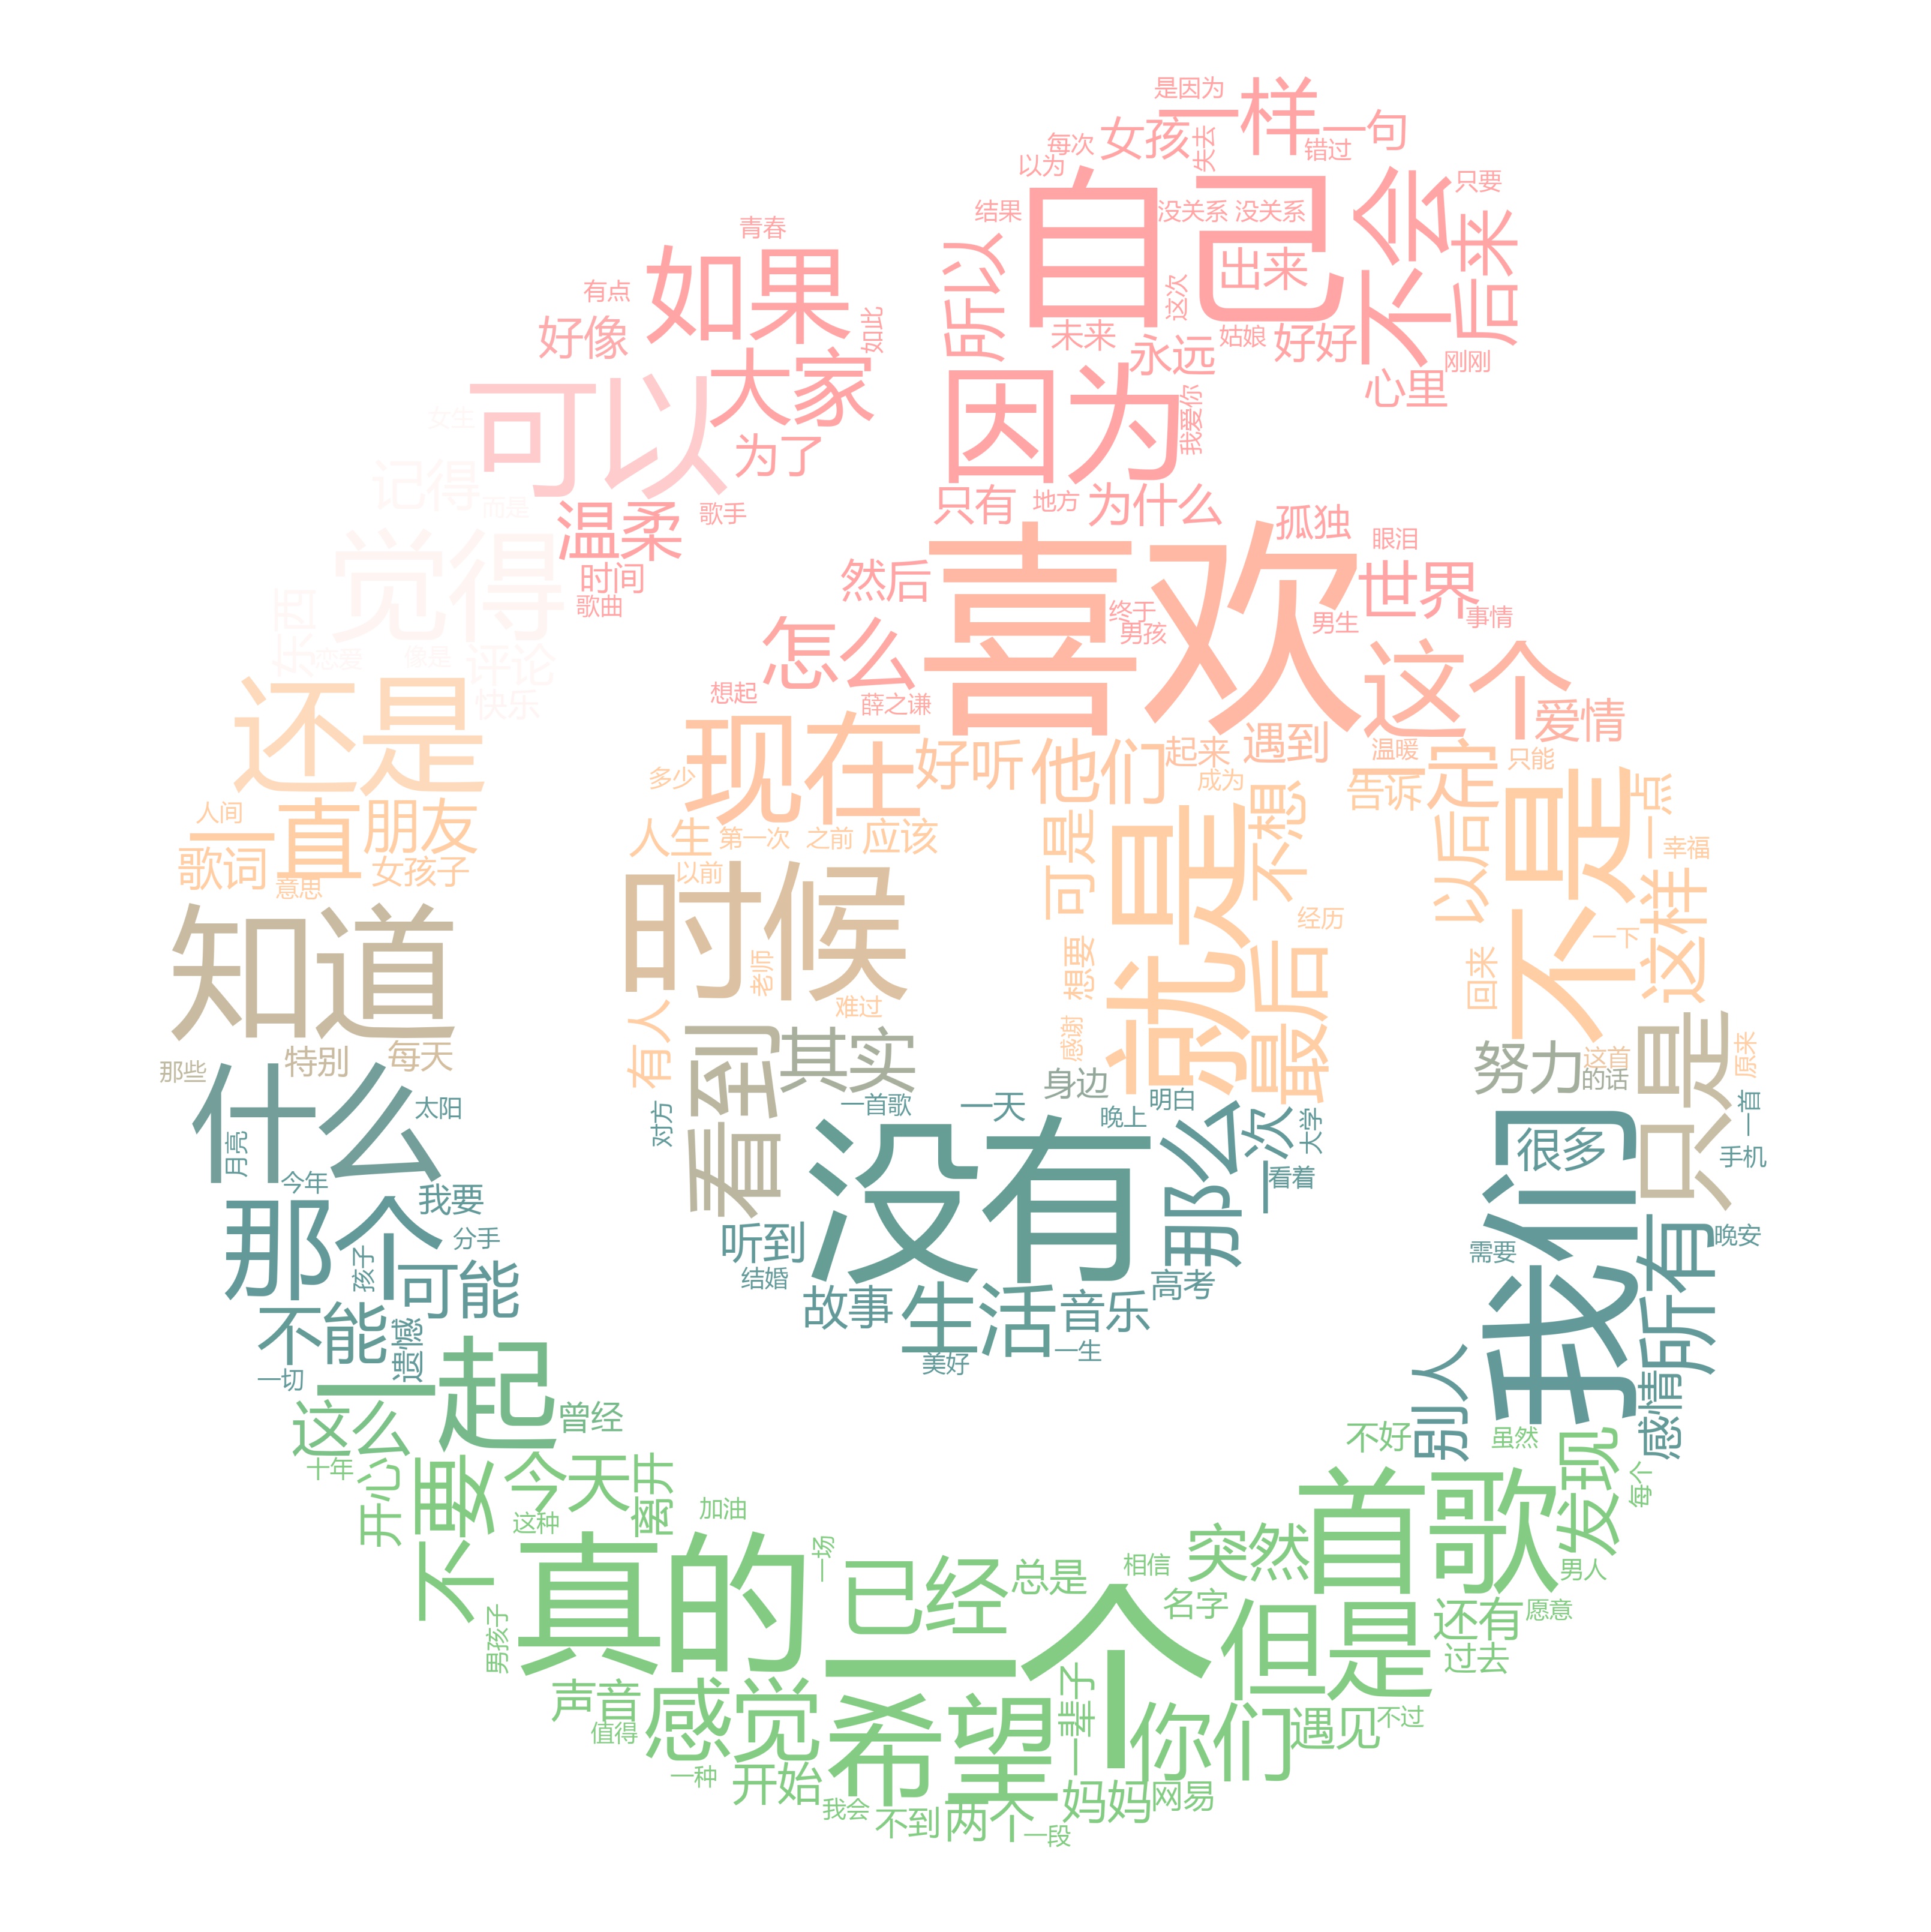 是因为
一样
一句
每次
女孩
失去
错过
以为
只要
自己
不会
后来
结果
没关系
没关系
青春
所以
出来
如果
有点
这次
好像
如此
未来
永远
姑娘
好好
刚刚
大家
心里
可以
因为
我要你
女生
为了
记得
而是
温柔
歌手
只有
地方
为什么
孤独
眼泪
喜欢
觉得
时间
然后
世界
歌曲
终于
男孩
男生
事情
东西
恋爱
像是
评论
怎么
这个
快乐
想起
薛之谦
爱情
还是
现在
好听
他们
起来
遇到
温暖
一定
只能
多少
成为
告诉
不想
一点
人间
一直
朋友
人生
第一次
之前
应该
可是
就是
不是
以后
幸福
歌词
女孩子
意思
以前
时候
知道
经历
这样
一下
老师
想要
最后
回来
难过
有人
看到
其实
感谢
只是
那些
特别
每天
身边
努力
这首
的话
原来
什么
太阳
对方
一首歌
一天
晚上
明白
那么
一次
大学
我们
很多
一首
手机
月亮
今年
没有
看着
那个
我要
分手
孩子
听到
结婚
需要
所有
晚安
可能
不能
遗憾
故事
生活
音乐
高考
美好
一生
别人
感情
一切
一起
这么
曾经
不好
虽然
十年
开心
不要
今天
离开
首歌
发现
每个
这种
加油
真的
一场
已经
总是
相信
突然
男人
一个
名字
但是
还有
愿意
男孩子
过去
声音
感觉
希望
一辈子
你们
遇见
不过
值得
一种
开始
我会
不到
两个
一段
妈妈
网易